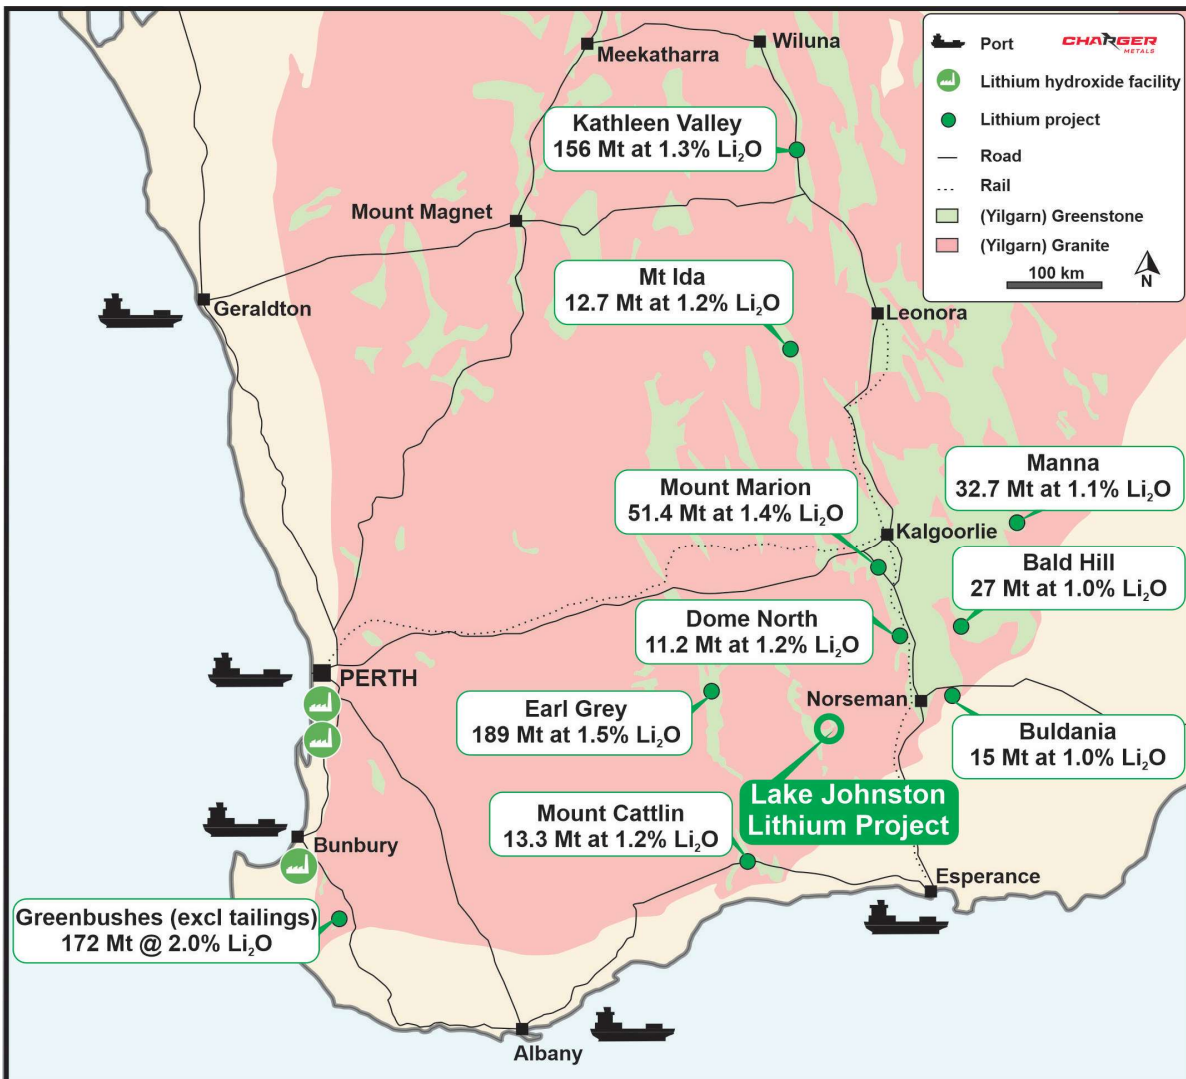 Port
CHARGER
METALS
Lithium hydroxide facility
Lithium project
Road
Rail
(Yilgarn) Greenstone
(Yilgarn) Granite
100 km
N
Meekatharra
Wiluna
Kathleen Valley
156 Mt at 1.3% Li₂O
Mount Magnet
Mt Ida
12.7 Mt at 1.2% Li₂O
Geraldton
Leonora
Manna
32.7 Mt at 1.1% Li₂O
Mount Marion
51.4 Mt at 1.4% Li₂O
Kalgoorlie
Bald Hill
27 Mt at 1.0% Li₂O
Dome North
11.2 Mt at 1.2% Li₂O
PERTH
Earl Grey
189 Mt at 1.5% Li₂O
Norseman
Buldania
15 Mt at 1.0% Li₂O
Lake Johnston
Lithium Project
Mount Cattlin
13.3 Mt at 1.2% Li₂O
Bunbury
Esperance
Greenbushes (excl tailings)
172 Mt @ 2.0% Li₂O
Albany